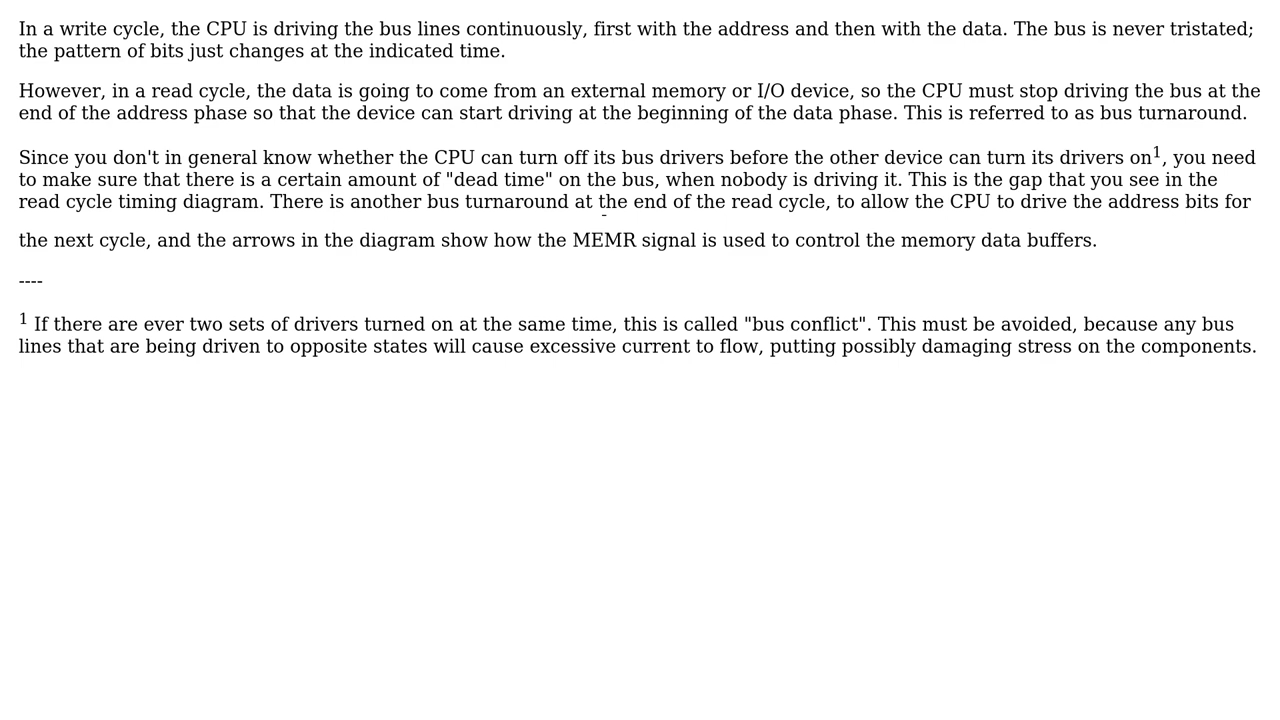 In a write cycle, the CPU is driving the bus lines continuously, first with the address and then with the data. The bus is never tristated;
the pattern of bits just changes at the indicated time.
However, in a read cycle, the data is going to come from an external memory or I/O device, so the CPU must stop driving the bus at the
end of the address phase so that the device can start driving at the beginning of the data phase. This is referred to as bus turnaround.
Since you don't in general know whether the CPU can turn off its bus drivers before the other device can turn its drivers on¹, you need
to make sure that there is a certain amount of "dead time" on the bus, when nobody is driving it. This is the gap that you see in the
read cycle timing diagram. There is another bus turnaround at the end of the read cycle, to allow the CPU to drive the address bits for
the next cycle, and the arrows in the diagram show how the MEMR signal is used to control the memory data buffers.
----
¹ If there are ever two sets of drivers turned on at the same time, this is called "bus conflict". This must be avoided, because any bus
lines that are being driven to opposite states will cause excessive current to flow, putting possibly damaging stress on the components.